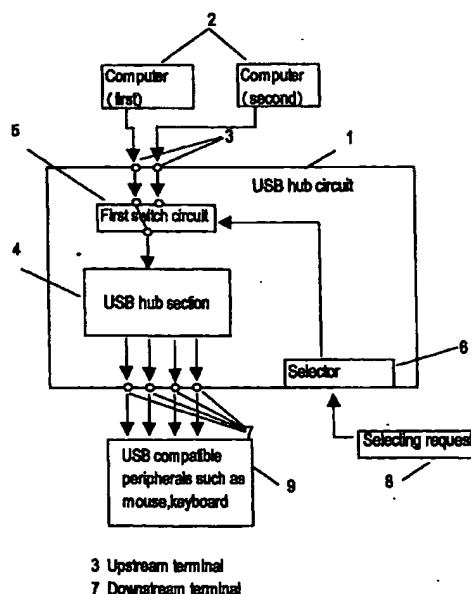 2
Computer
(first)
Computer
(second)
5
3
1
USB hub circuit
First switch circuit
4
USB hub section
6
Selector
7
Selecting request
USB compatible
peripherals such as
mouse,keyboard
9
8
3 Upstream terminal
7 Downstream terminal